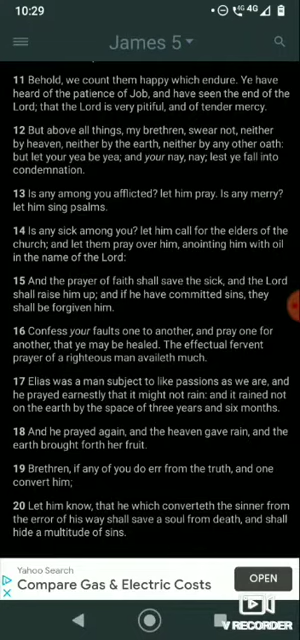 10:29
4G 4G
James 5
11 Behold, we count them happy which endure. Ye have
heard of the patience of Job, and have seen the end of the
Lord; that the Lord is very pitiful, and of tender mercy.
12 But above all things, my brethren, swear not, neither
by heaven, neither by the earth, neither by any other oath:
but let your yea be yea; and your nay, nay; lest ye fall into
condemnation.
13 Is any among you afflicted? let him pray. Is any merry?
let him sing psalms.
14 Is any sick among you? let him call for the elders of the
church; and let them pray over him, anointing him with oil
in the name of the Lord:
15 And the prayer of faith shall save the sick, and the Lord
shall raise him up; and if he have committed sins, they
shall be forgiven him.
16 Confess your faults one to another, and pray one for
another, that ye may be healed. The effectual fervent
prayer of a righteous man availeth much.
17 Elias was a man subject to like passions as we are, and
he prayed earnestly that it might not rain: and it rained not
on the earth by the space of three years and six months.
18 And he prayed again, and the heaven gave rain, and the
earth brought forth her fruit.
19 Brethren, if any of you do err from the truth, and one
convert him;
20 Let him know, that he which converteth the sinner from
the error of his way shall save a soul from death, and shall
hide a multitude of sins.
Yahoo Search
Compare Gas & Electric Costs
OPEN
V RECORDER